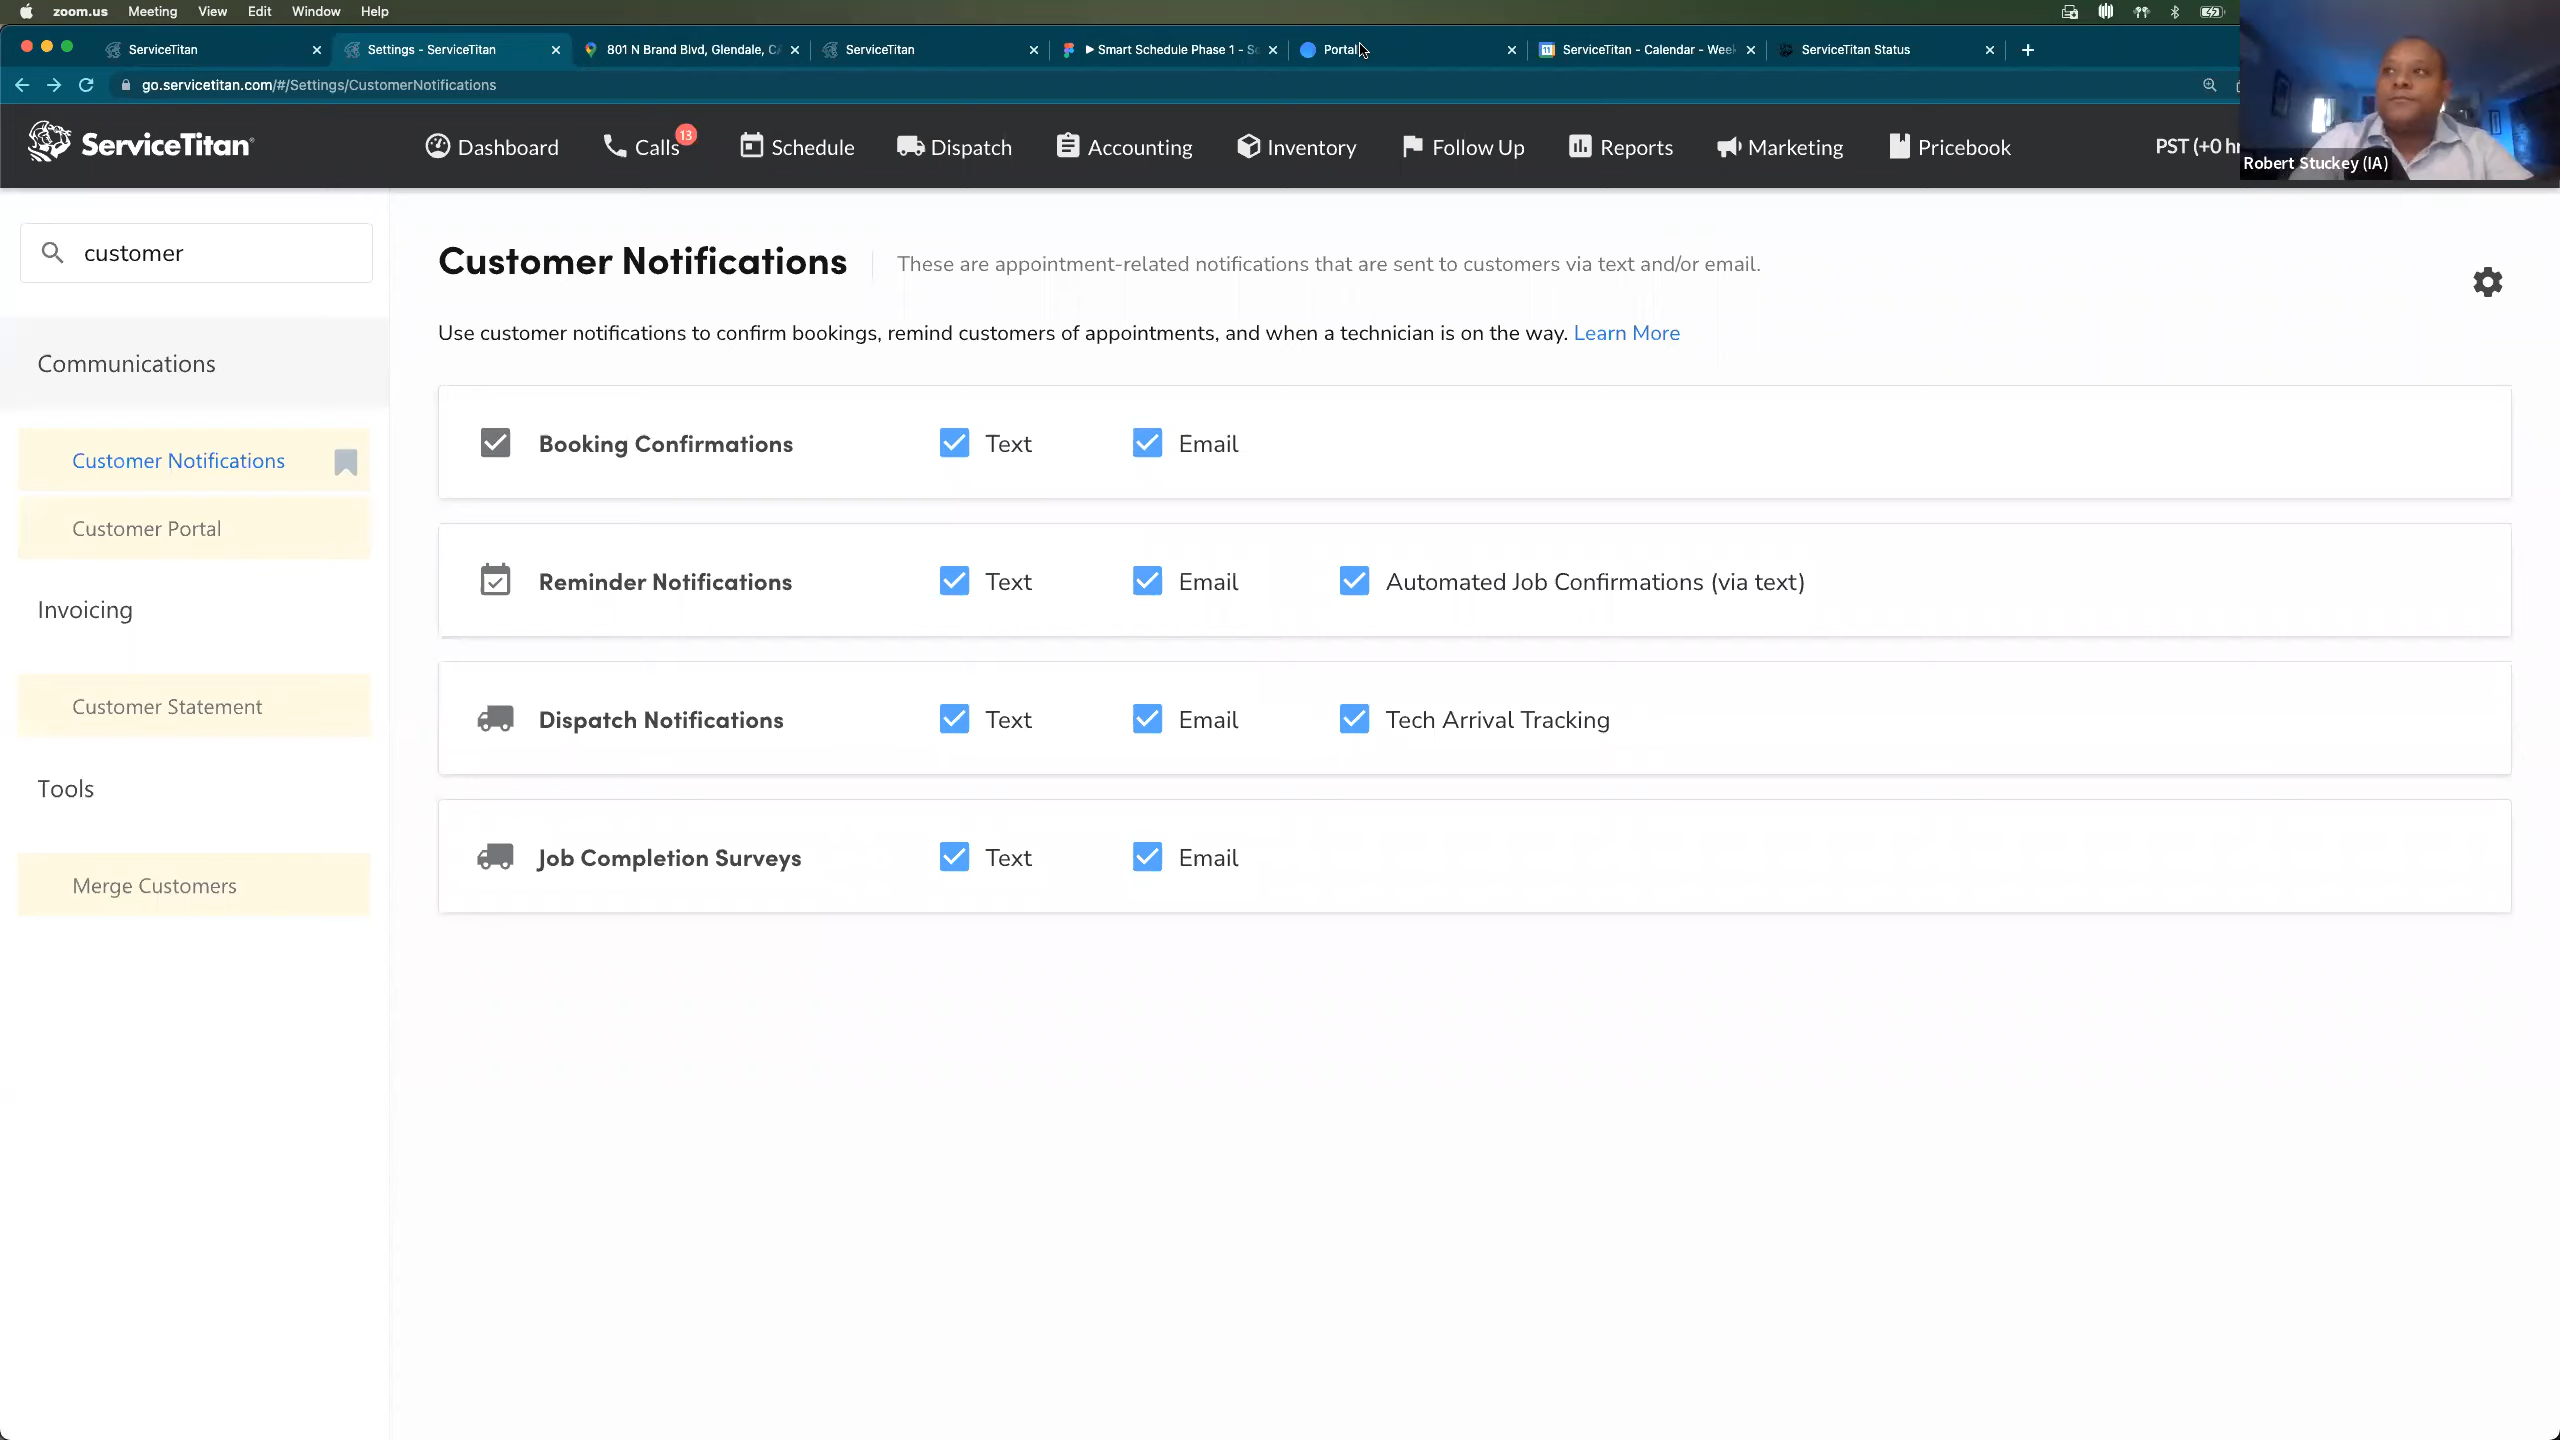 zoom.us Meeting View Edit Window Help
ServiceTitan
Settings - ServiceTitan
801 N Brand Blvd, Glendale, C
ServiceTitan
Smart Schedule Phase 1 - S
Portal
ServiceTitan - Calendar - Wee
ServiceTitan Status
go.servicetitan.com/#/Settings/CustomerNotifications
ServiceTitan
Dashboard
Calls 13
Schedule
Dispatch
Accounting
Inventory
Follow Up
Reports
Marketing
Pricebook
PST (+0 h
Robert Stuckey (IA)
customer
Communications
Customer Notifications
Customer Portal
Invoicing
Customer Statement
Tools
Merge Customers
Customer Notifications
These are appointment-related notifications that are sent to customers via text and/or email.
Use customer notifications to confirm bookings, remind customers of appointments, and when a technician is on the way. Learn More
Booking Confirmations Text Email
Reminder Notifications Text Email Automated Job Confirmations (via text)
Dispatch Notifications Text Email Tech Arrival Tracking
Job Completion Surveys Text Email